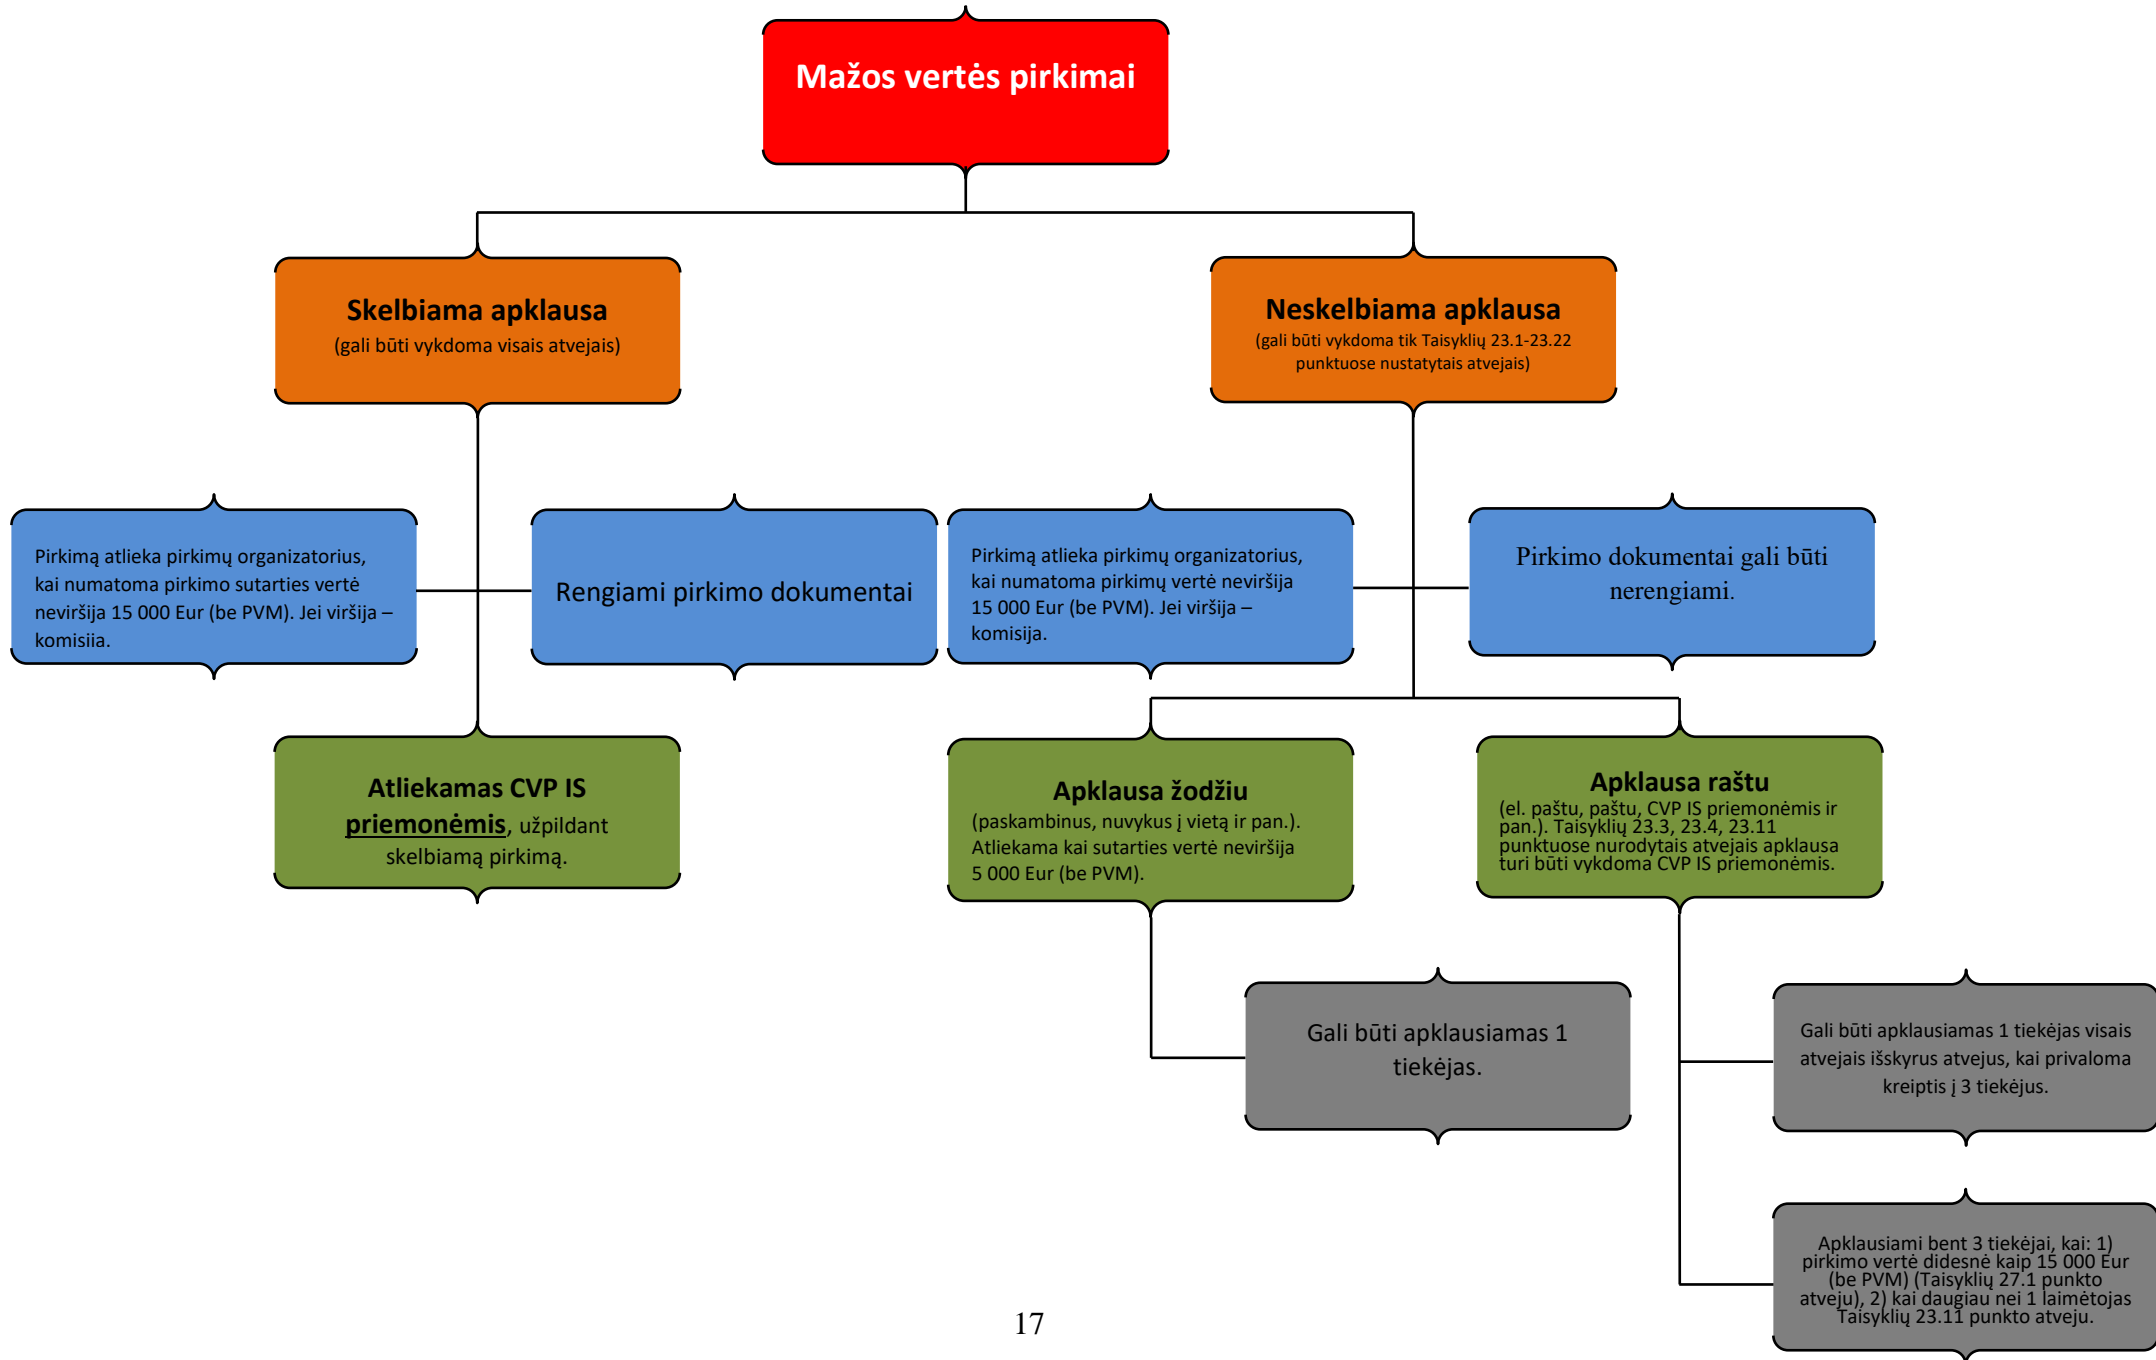 Mažos vertės pirkimai
Skelbiama apklausa
(gali būti vykdoma visais atvejais)
Neskelbiama apklausa
(gali būti vykdoma tik Taisyklių 23.1-23.22
punktuose nustatytais atvejais)
Pirkimą atlieka pirkimų organizatorius,
kai numatoma pirkimo sutarties vertė
neviršija 15 000 Eur (be PVM). Jei viršija –
komisija.
Rengiami pirkimo dokumentai
Pirkimą atlieka pirkimų organizatorius,
kai numatoma pirkimų vertė neviršija
15 000 Eur (be PVM). Jei viršija –
komisija.
Pirkimo dokumentai gali būti
nerengiami.
Atliekamas CVP IS
priemonėmis, užpildant
skelbiamą pirkimą.
Apklausa žodžiu
(paskambinus, nuvykus į vietą ir pan.).
Atliekama kai sutarties vertė neviršija
5 000 Eur (be PVM).
Apklausa raštu
(el. paštu, paštu, CVP IS priemonėmis ir
pan.). Taisyklių 23.3, 23.4, 23.11
punktuose nurodytais atvejais apklausa
turi būti vykdoma CVP IS priemonėmis.
Gali būti apklausiamas 1
tiekėjas.
Gali būti apklausiamas 1 tiekėjas visais
atvejais išskyrus atvejus, kai privaloma
kreiptis į 3 tiekėjus.
Apklausiami bent 3 tiekėjai, kai: 1)
pirkimo vertė didesnė kaip 15 000 Eur
(be PVM) (Taisyklių 27.1 punkto
atveju), 2) kai daugiau nei 1 laimėtojas
Taisyklių 23.11 punkto atveju.
17